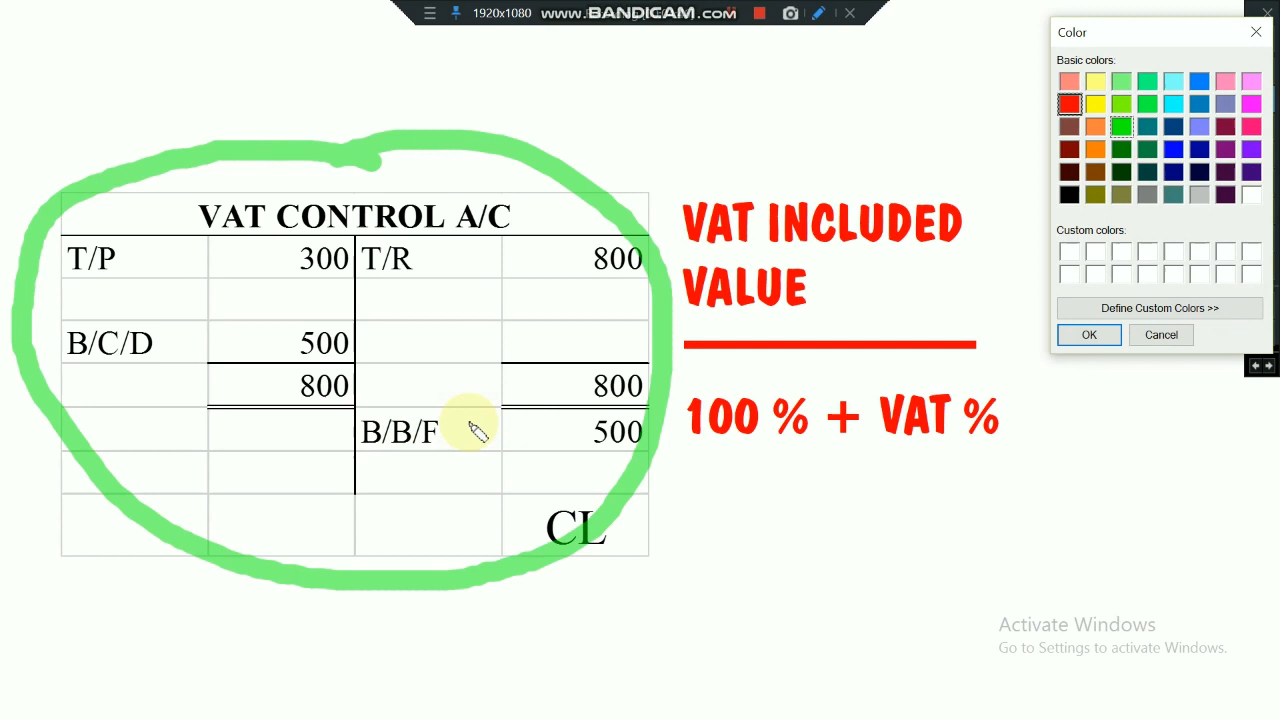 1920x1080 www.BANDICAM.com
VAT CONTROL A/C
T/P 300 T/R 800
B/C/D 500
800 800
B/B/F 500
CL
VAT INCLUDED
VALUE
100 % + VAT %
Color
Basic colors:
Custom colors:
Define Custom Colors >>
OK Cancel
Activate Windows
Go to Settings to activate Windows.